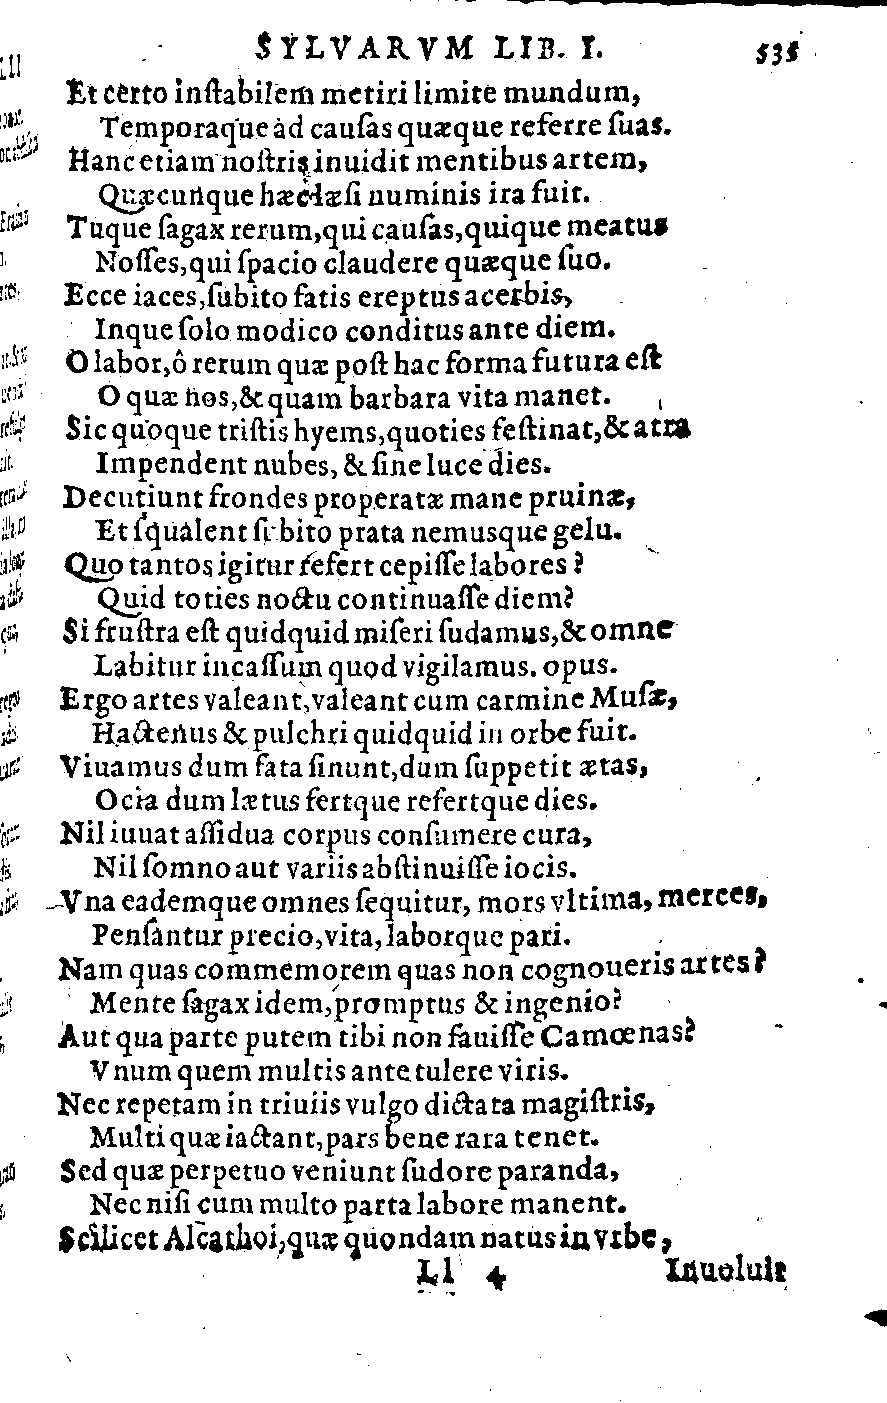 SYLVARVM LIB. I. 535
Et certo instabilem metiri limite mundum,
Temporaque ad causas quæque referre suas.
Hanc etiam nostris inuidit mentibus artem,
Quæcunque hæc læsi numinis ira fuit.
Tuque sagax rerum, qui causas, quique meatus
Nosses, qui spacio claudere quæque suo.
Ecce iaces, subito fatis ereptus acerbis,
Inque solo modico conditus ante diem.
O labor, ô rerum quæ post hac forma futura est
O quæ nos, & quam barbara vita manet.
Sic quoque tristis hyems, quoties festinat, & atra
Impendent nubes, & sine luce dies.
Decutiunt frondes properatæ mane pruinæ,
Et squalent subito prata nemusque gelu.
Quo tantos igitur refert cepisse labores?
Quid toties noctu continuasse diem?
Si frustra est quidquid miseri sudamus, & omne
Labitur incassum quod vigilamus. opus.
Ergo artes valeant, valeant cum carmine Musæ,
Hactenus & pulchri quidquid in orbe fuit.
Viuamus dum fata sinunt, dum suppetit ætas,
Ocia dum lætus fertque refertque dies.
Nil iuuat assidua corpus consumere cura,
Nil somno aut variis abstinuisse iocis.
Vna eademque omnes sequitur, mors vltima, merces,
Pensantur precio, vita, laborque pari.
Nam quas commemorem quas non cognoueris artes?
Mente sagax idem, promptus & ingenio?
Aut qua parte putem tibi non fauisse Camœnas?
Vnum quem multis antetulere viris.
Nec repetam in triuiis vulgo dictata magistris,
Multi quæ iactant, pars bene rara tenet.
Sed quæ perpetuo veniunt sudore paranda,
Nec nisi cum multo parta labore manent.
Scilicet Alcathoi, quæ quondam natus in vrbe,
Ll 4 Inuoluit